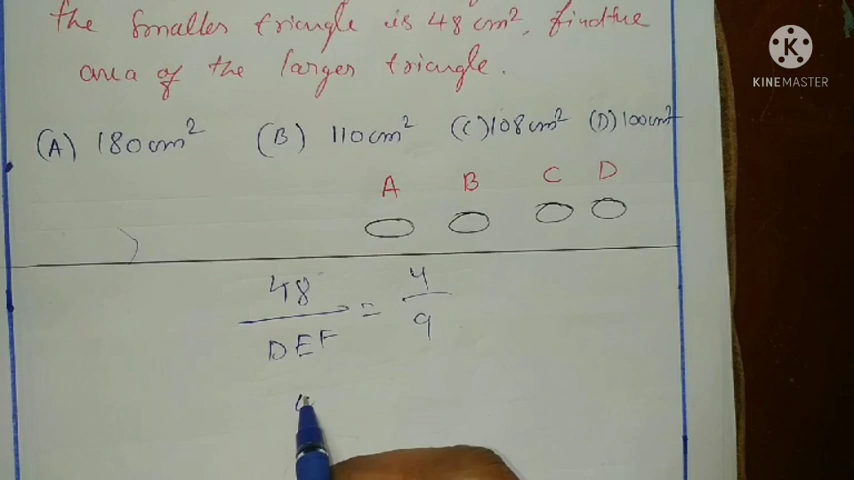 the smaller triangle is 48 cm², find the
area of the larger triangle.
(A) 180 cm² (B) 110 cm² (C) 108 cm² (D) 100 cm²
A B C D
48 / DEF = 4 / 9
K
KINEMASTER